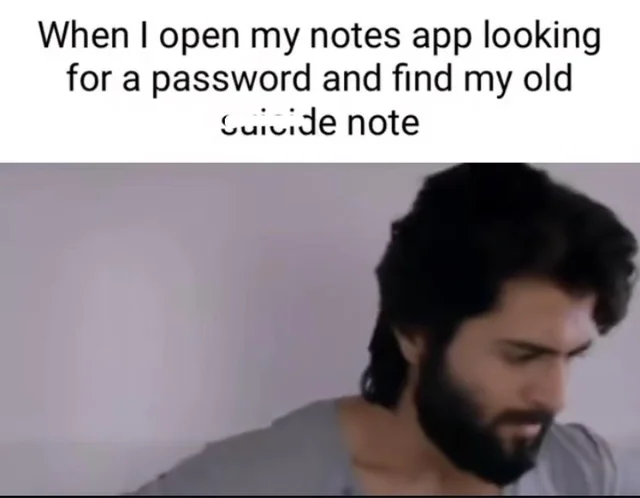 When I open my notes app looking
for a password and find my old
suicide note